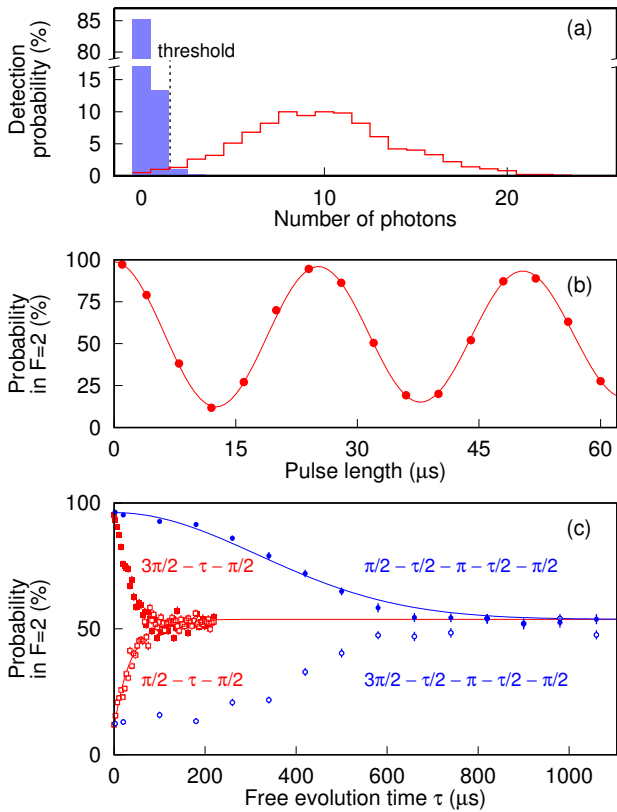 (a)
85
80
threshold
15
10
5
0
Detection
probability (%)
0 10 20
Number of photons
(b)
100
75
50
25
0
Probability
in F=2 (%)
0 15 30 45 60
Pulse length (μs)
(c)
100
50
0
Probability
in F=2 (%)
3π/2 − τ − π/2
π/2 − τ/2 − π − τ/2 − π/2
π/2 − τ − π/2
3π/2 − τ/2 − π − τ/2 − π/2
0 200 400 600 800 1000
Free evolution time τ (μs)